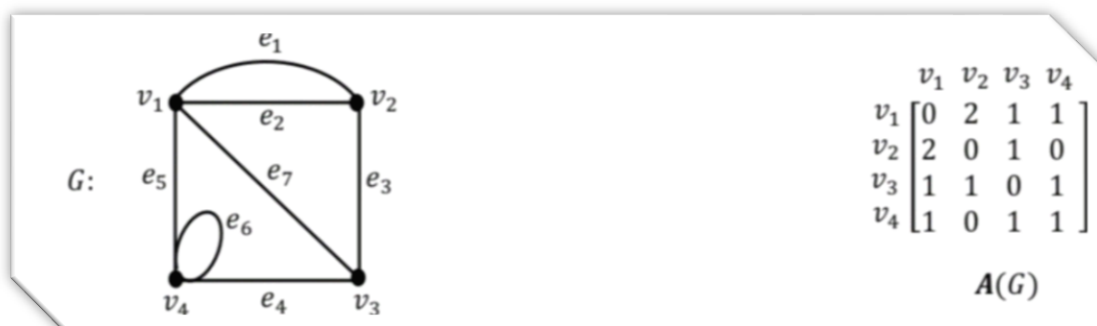 e₁
v₁ v₂
e₂
G: e₅ e₇ e₃
e₆
v₄ e₄ v₃
v₁ v₂ v₃ v₄
v₁ [0 2 1 1]
v₂ [2 0 1 0]
v₃ [1 1 0 1]
v₄ [1 0 1 1]
A(G)